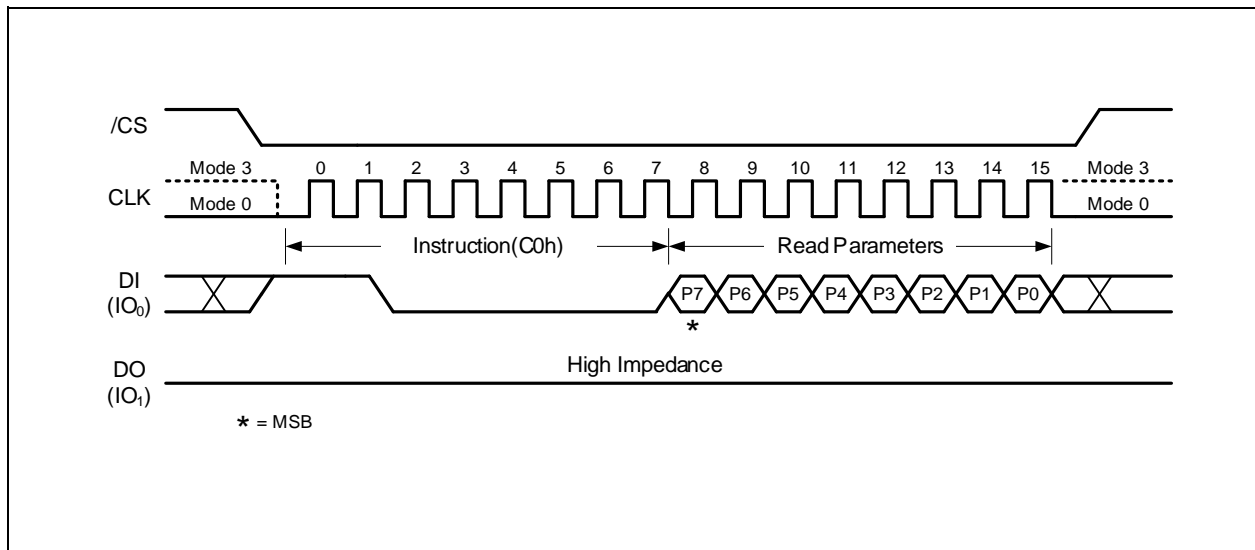 /CS
Mode 3 0 1 2 3 4 5 6 7 8 9 10 11 12 13 14 15 Mode 3
CLK
Mode 0 Mode 0
Instruction(C0h) Read Parameters
DI
(IO₀)
P7 P6 P5 P4 P3 P2 P1 P0
*
High Impedance
DO
(IO₁)
* = MSB